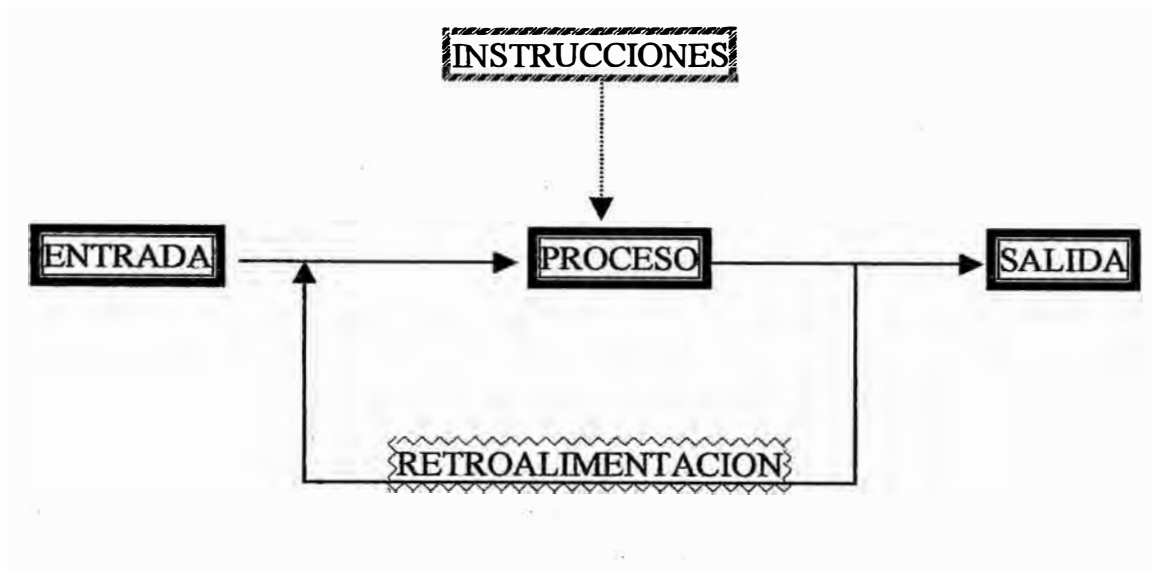 INSTRUCCIONES
ENTRADA
PROCESO
SALIDA
RETROALIMENTACION